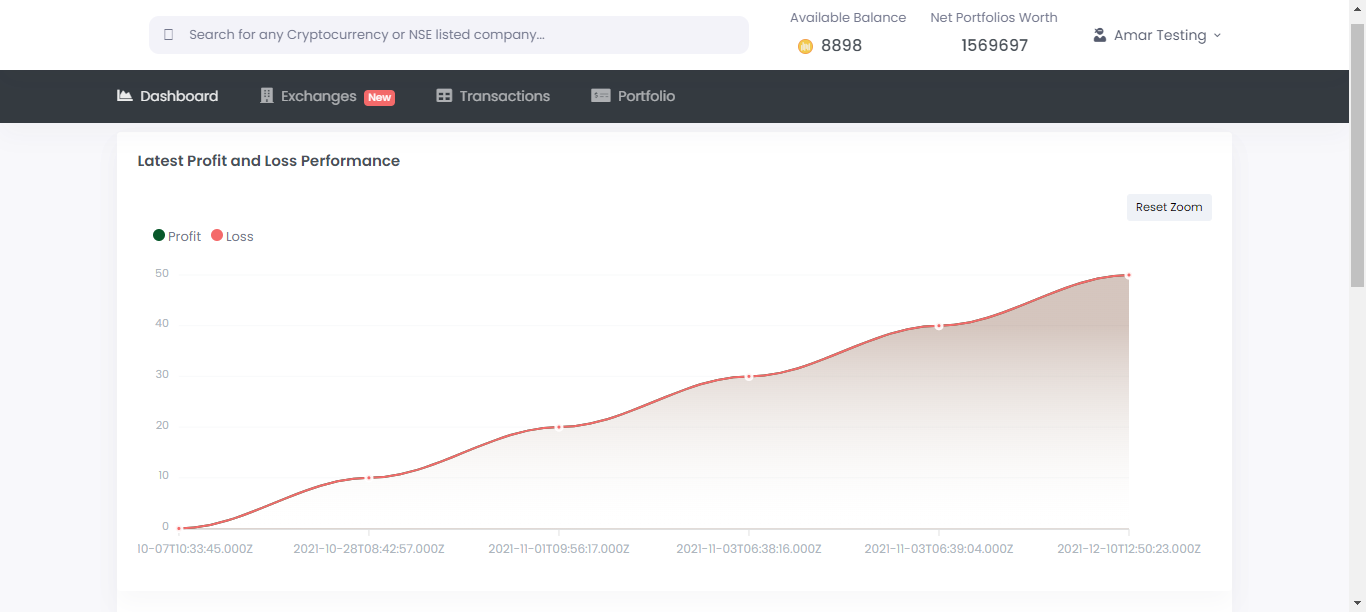 Search for any Cryptocurrency or NSE listed company...
Available Balance
8898
Net Portfolios Worth
1569697
Amar Testing
Dashboard
Exchanges New
Transactions
Portfolio
Latest Profit and Loss Performance
Reset Zoom
Profit Loss
50
40
30
20
10
0
10-07T10:33:45.000Z 2021-10-28T08:42:57.000Z 2021-11-01T09:56:17.000Z 2021-11-03T06:38:16.000Z 2021-11-03T06:39:04.000Z 2021-12-10T12:50:23.000Z